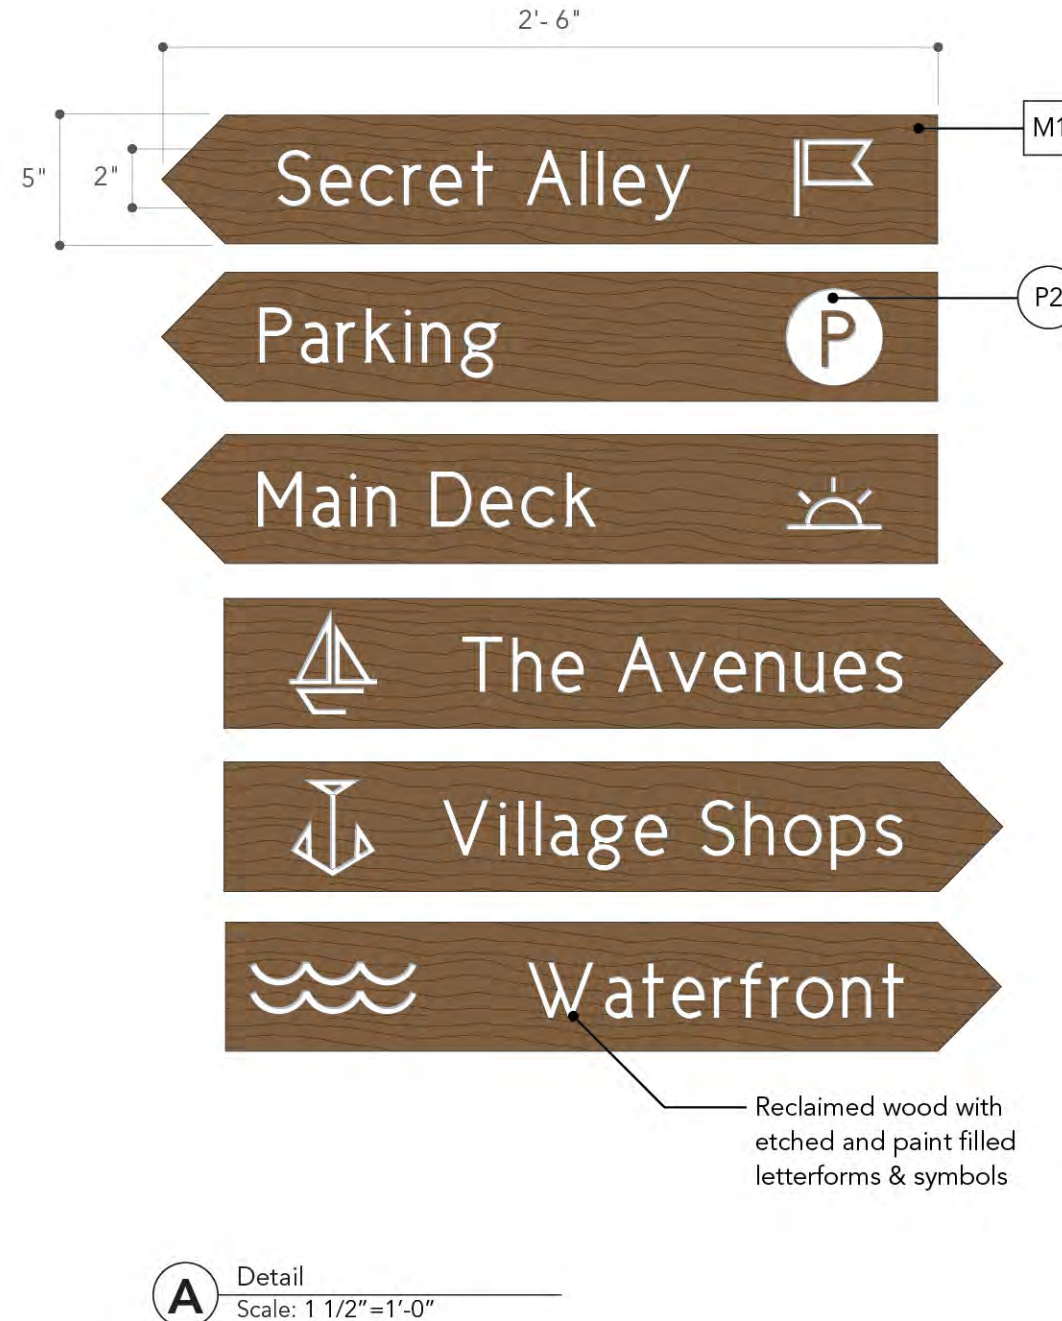 2'- 6"
M1
5"
2"
Secret Alley
P2
Parking
P
Main Deck
The Avenues
Village Shops
Waterfront
Reclaimed wood with
etched and paint filled
letterforms & symbols
A
Detail
Scale: 1 1/2"=1'-0"